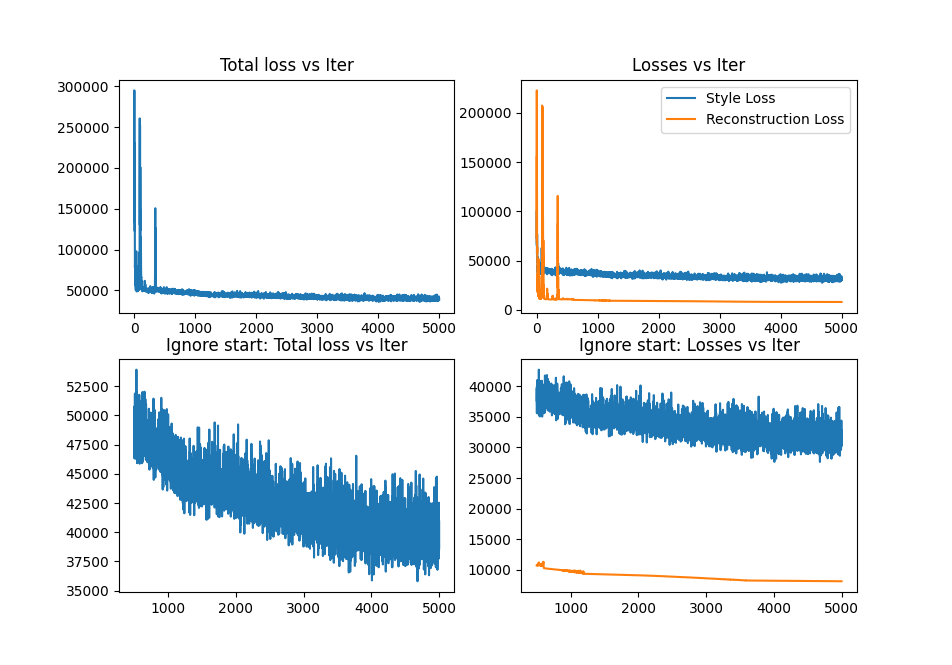 Total loss vs Iter
300000
250000
200000
150000
100000
50000
0 1000 2000 3000 4000 5000
Losses vs Iter
Style Loss
Reconstruction Loss
200000
150000
100000
50000
0
0 1000 2000 3000 4000 5000
Ignore start: Total loss vs Iter
52500
50000
47500
45000
42500
40000
37500
35000
1000 2000 3000 4000 5000
Ignore start: Losses vs Iter
40000
35000
30000
25000
20000
15000
10000
1000 2000 3000 4000 5000